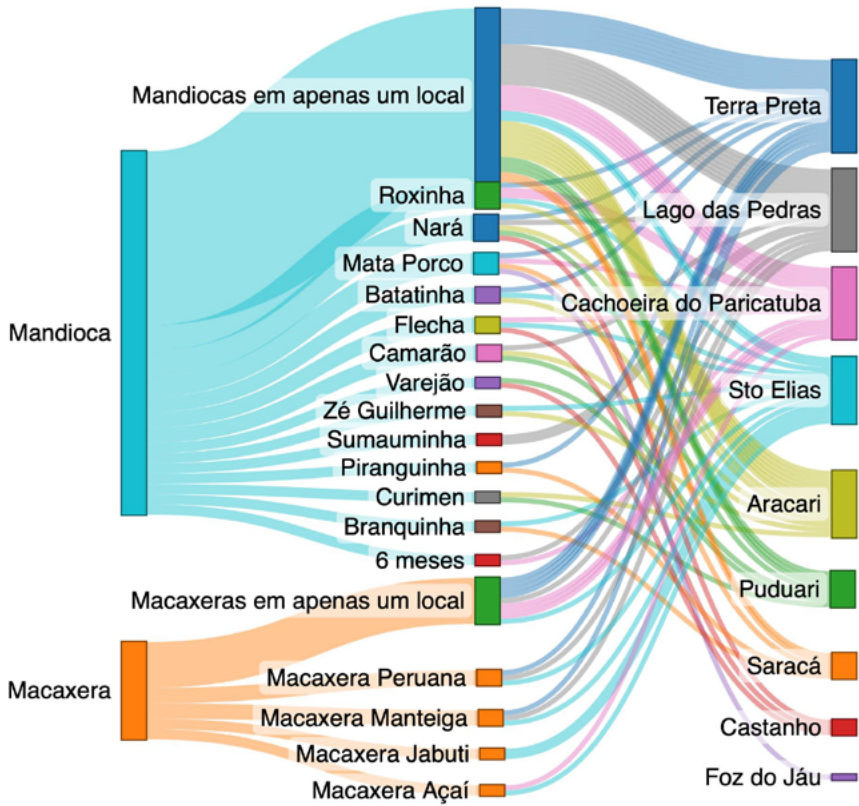 Mandioca
Macaxera
Mandiocas em apenas um local
Roxinha
Nará
Mata Porco
Batatinha
Flecha
Camarão
Varejão
Zé Guilherme
Sumauminha
Piranguinha
Curimen
Branquinha
6 meses
Macaxeras em apenas um local
Macaxera Peruana
Macaxera Manteiga
Macaxera Jabuti
Macaxera Açaí
Terra Preta
Lago das Pedras
Cachoeira do Paricatuba
Sto Elias
Aracari
Puduari
Saracá
Castanho
Foz do Jáu